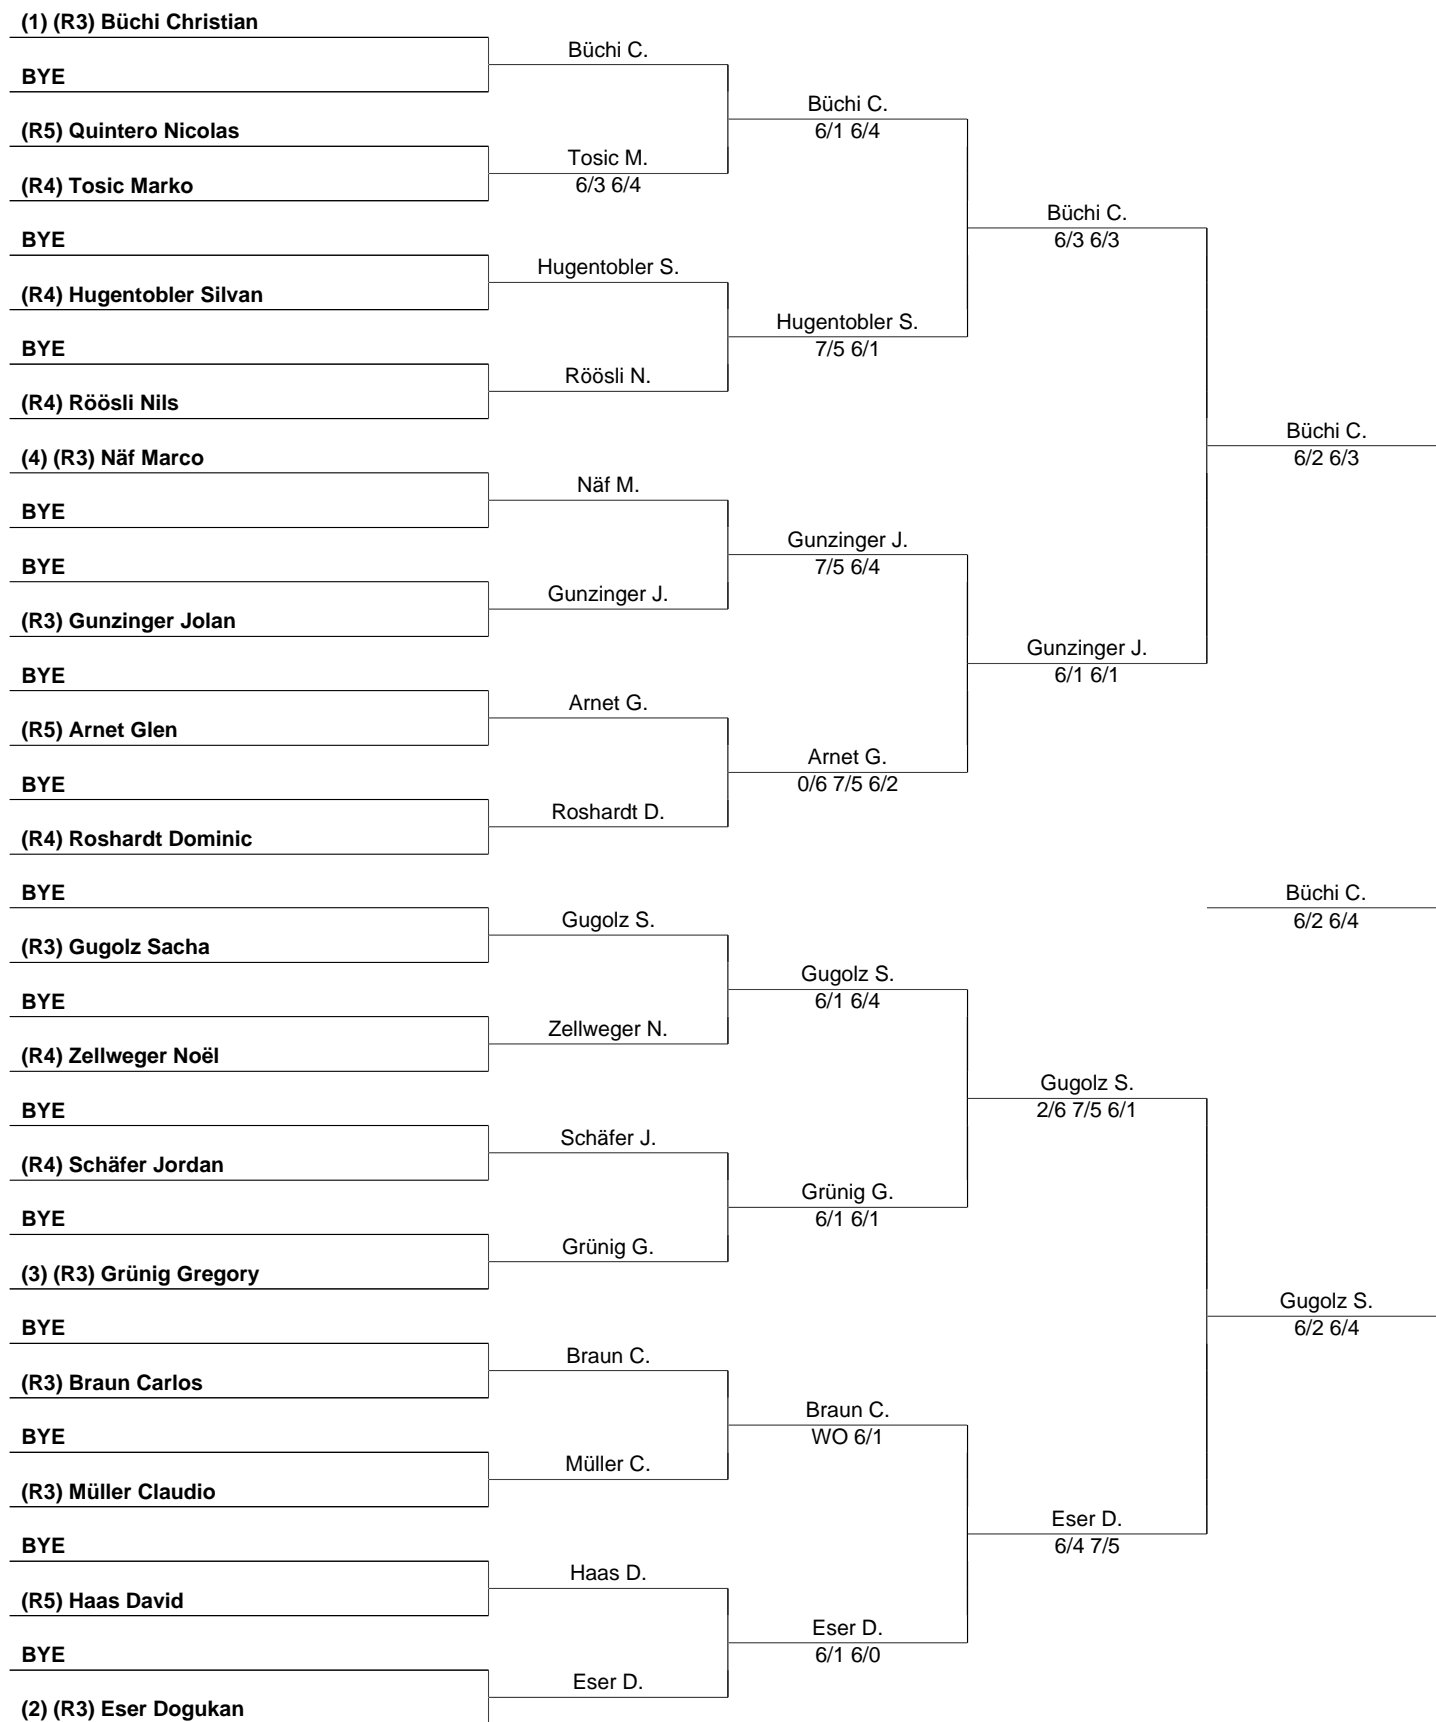 (1) (R3) Büchi Christian
BYE
(R5) Quintero Nicolas
(R4) Tosic Marko
BYE
(R4) Hugentobler Silvan
BYE
(R4) Röösli Nils
(4) (R3) Näf Marco
BYE
BYE
(R3) Gunzinger Jolan
BYE
(R5) Arnet Glen
BYE
(R4) Roshardt Dominic
BYE
(R3) Gugolz Sacha
BYE
(R4) Zellweger Noël
BYE
(R4) Schäfer Jordan
BYE
(3) (R3) Grünig Gregory
BYE
(R3) Braun Carlos
BYE
(R3) Müller Claudio
BYE
(R5) Haas David
BYE
(2) (R3) Eser Dogukan
Büchi C.
Tosic M.
6/3 6/4
Hugentobler S.
Röösli N.
Näf M.
Gunzinger J.
Arnet G.
Roshardt D.
Gugolz S.
Zellweger N.
Schäfer J.
Grünig G.
Braun C.
Müller C.
Haas D.
Eser D.
Büchi C.
6/1 6/4
Hugentobler S.
7/5 6/1
Gunzinger J.
7/5 6/4
Arnet G.
0/6 7/5 6/2
Gugolz S.
6/1 6/4
Grünig G.
6/1 6/1
Braun C.
WO 6/1
Eser D.
6/1 6/0
Büchi C.
6/3 6/3
Gunzinger J.
6/1 6/1
Gugolz S.
2/6 7/5 6/1
Eser D.
6/4 7/5
Büchi C.
6/2 6/3
Büchi C.
6/2 6/4
Gugolz S.
6/2 6/4